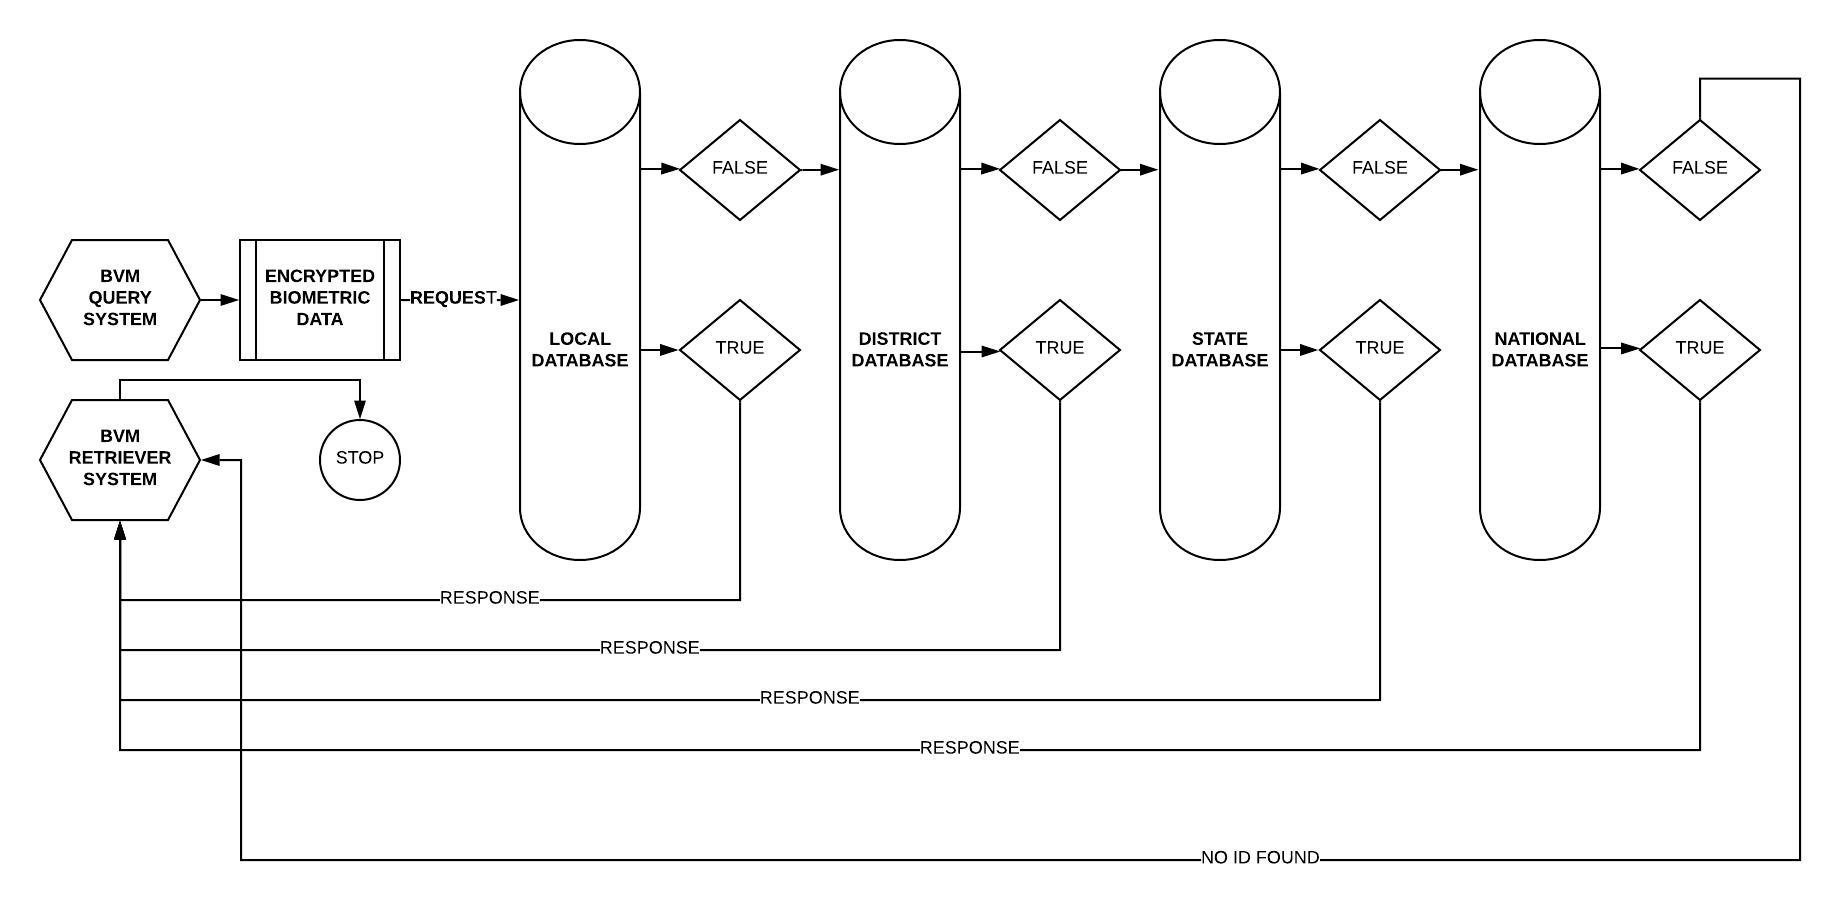 FALSE
FALSE
FALSE
FALSE
BVM
QUERY
SYSTEM
ENCRYPTED
BIOMETRIC
DATA
REQUEST
LOCAL
DATABASE
TRUE
DISTRICT
DATABASE
TRUE
STATE
DATABASE
TRUE
NATIONAL
DATABASE
TRUE
BVM
RETRIEVER
SYSTEM
STOP
RESPONSE
RESPONSE
RESPONSE
RESPONSE
NO ID FOUND